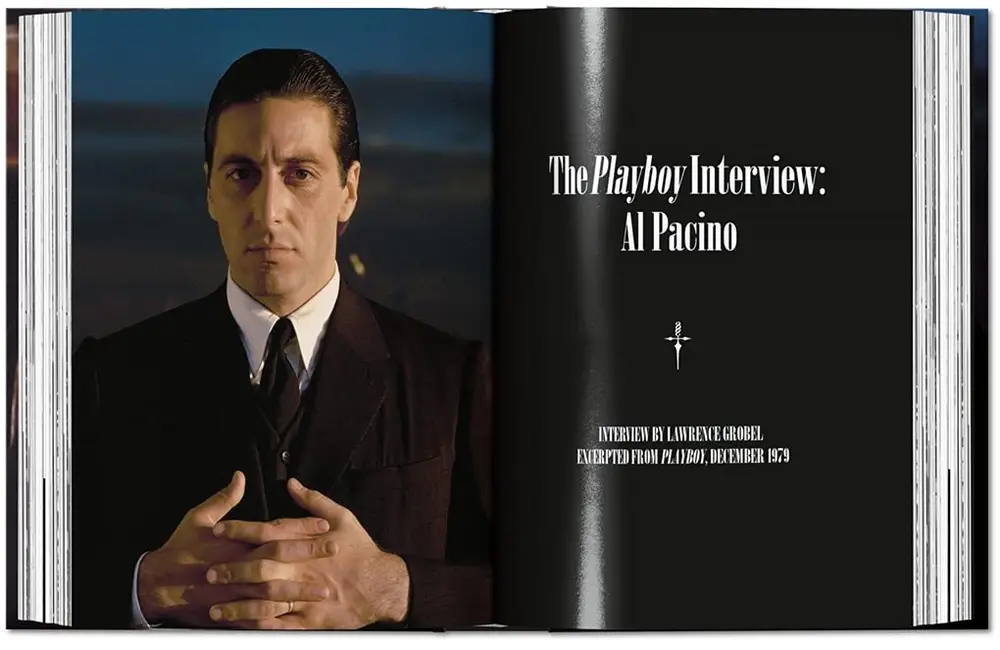 The Playboy Interview:
Al Pacino
INTERVIEW BY LAWRENCE GROBEL
EXCERPTED FROM PLAYBOY, DECEMBER 1979